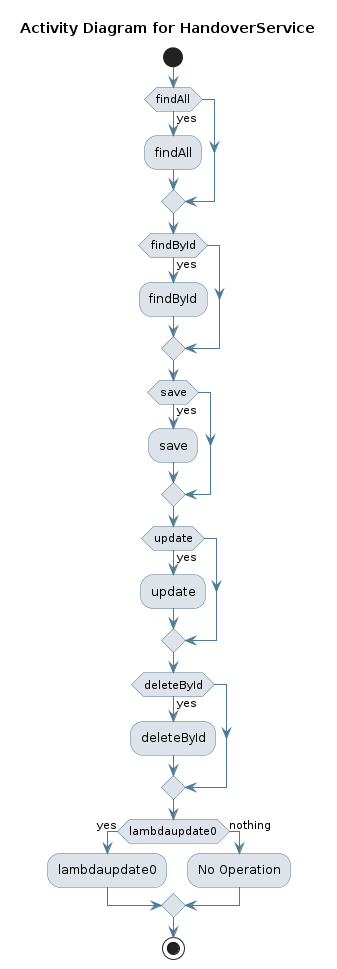 Activity Diagram for HandoverService
findAll
yes
findAll
findById
yes
findById
save
yes
save
update
yes
update
deleteById
yes
deleteById
yes lambdaupdate0 nothing
lambdaupdate0 No Operation